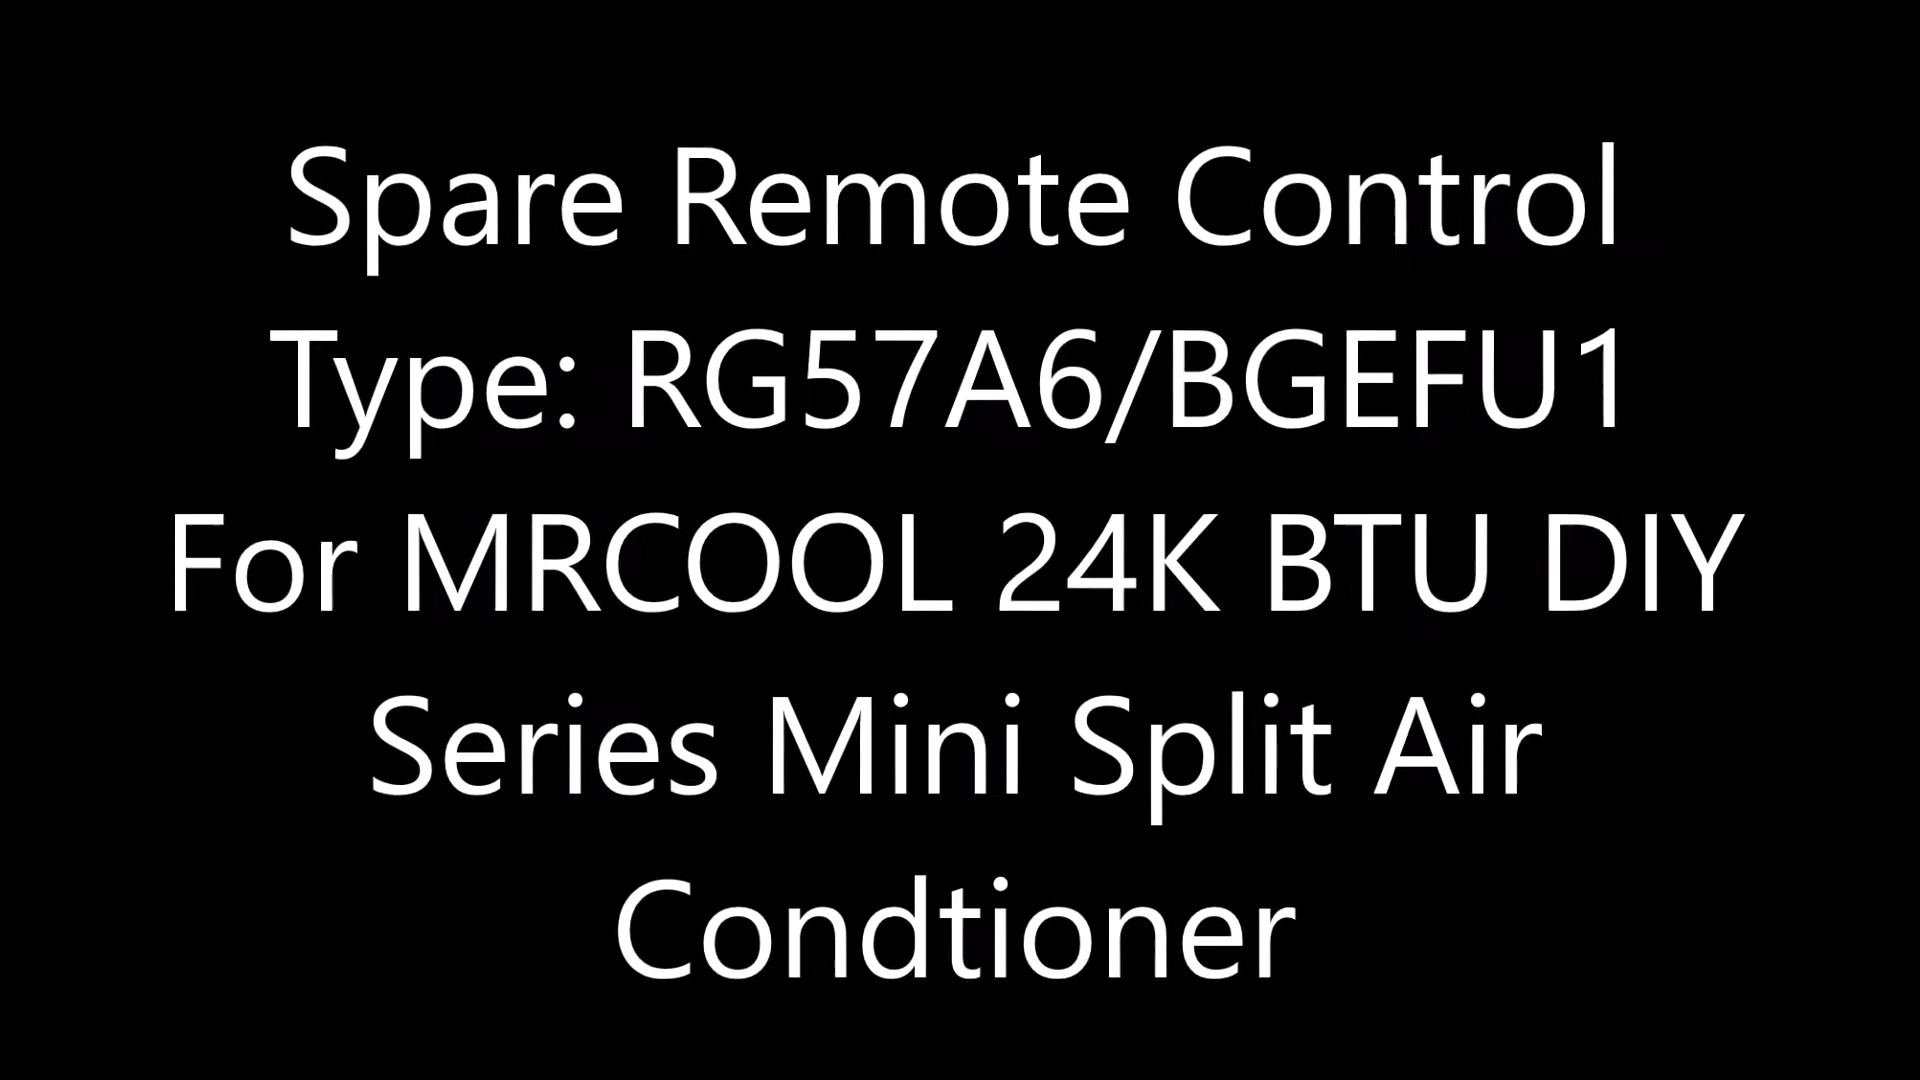 Spare Remote Control
Type: RG57A6/BGEFU1
For MRCOOL 24K BTU DIY
Series Mini Split Air
Condtioner